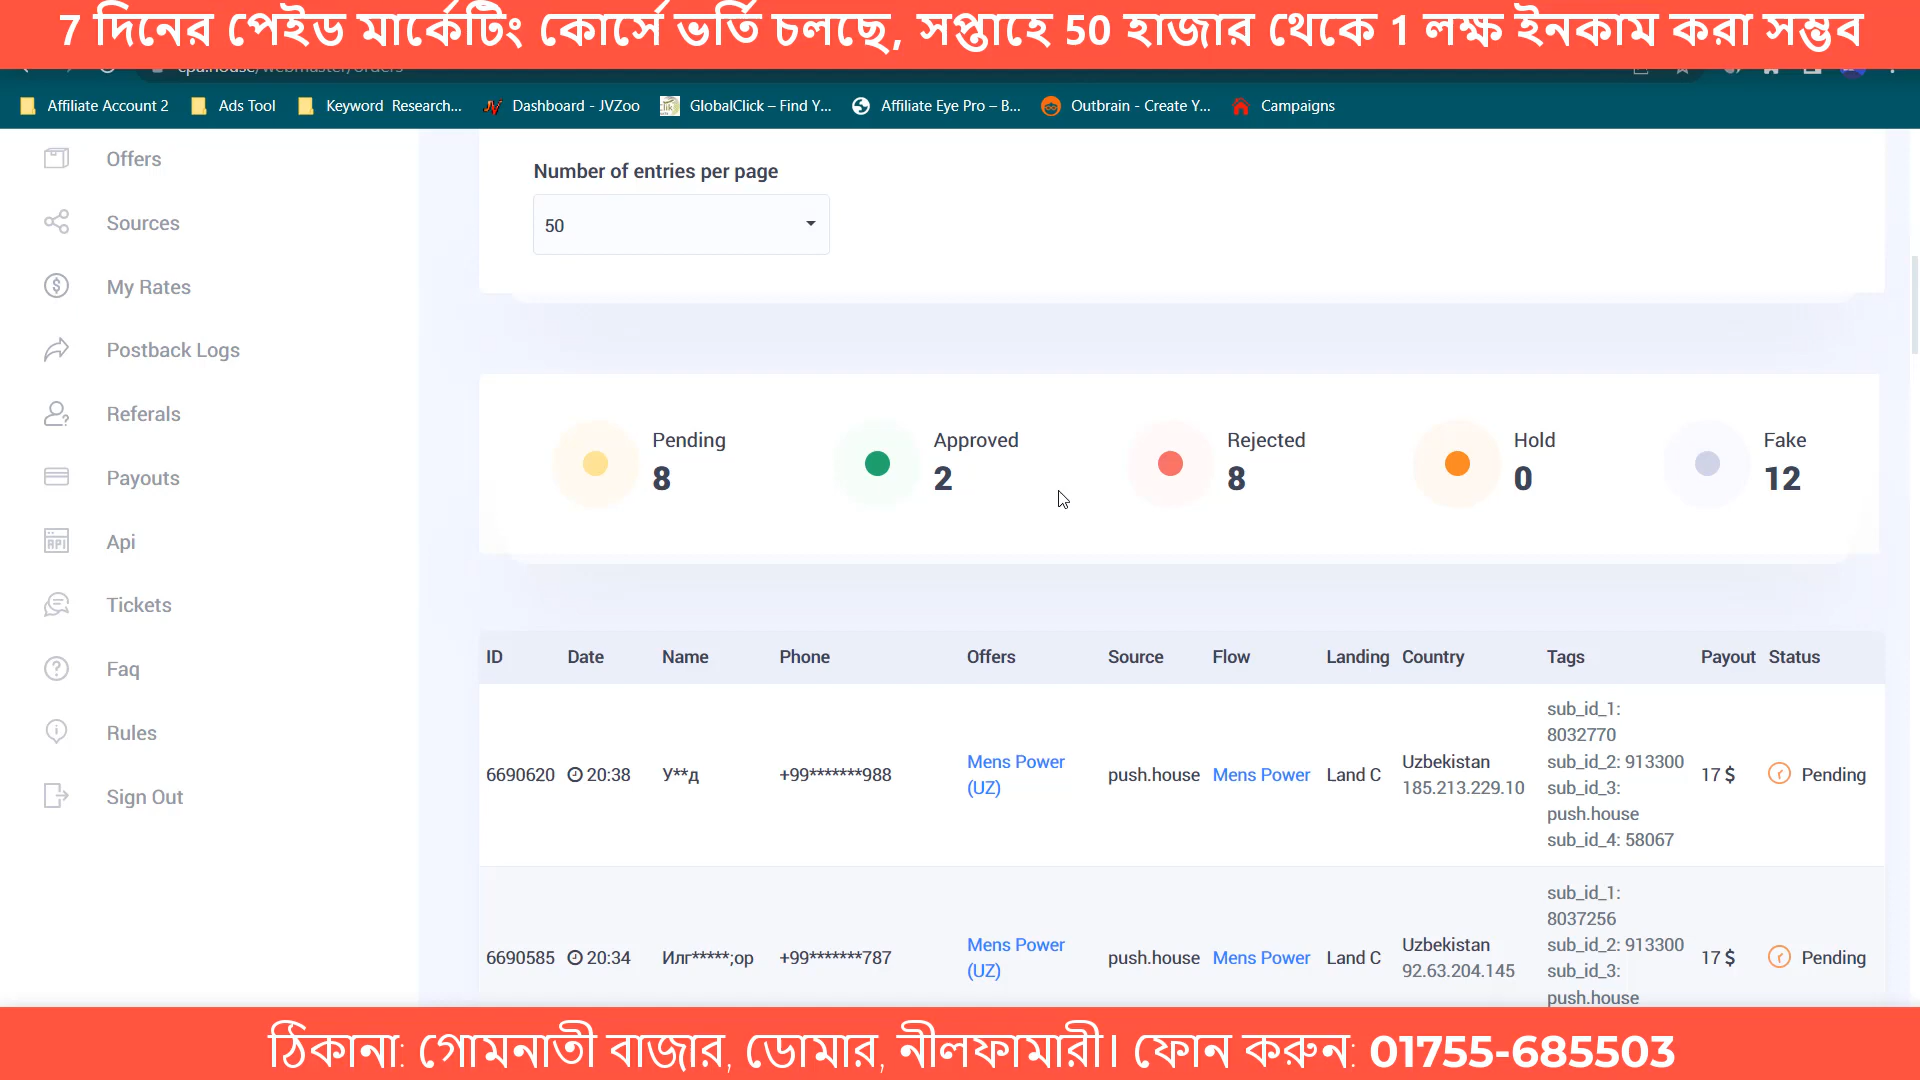 7 দিনের পেইড মার্কেটিং কোর্সে ভর্তি চলছে, সপ্তাহে 50 হাজার থেকে 1 লক্ষ ইনকাম করা সম্ভব
cpa.house/webmaster/orders
Affiliate Account 2 Ads Tool Keyword Research... Dashboard - JVZoo GlobalClick – Find Y... Affiliate Eye Pro – B... Outbrain - Create Y... Campaigns
Offers
Sources
My Rates
Postback Logs
Referals
Payouts
Api
Tickets
Faq
Rules
Sign Out
Number of entries per page
50
Pending Approved Rejected Hold Fake
8 2 8 0 12
ID Date Name Phone Offers Source Flow Landing Country Tags Payout Status
sub_id_1:
8032770
Mens Power Uzbekistan sub_id_2: 913300
6690620 20:38 У**д +99*******988 push.house Mens Power Land C 17 $ Pending
(UZ) 185.213.229.10 sub_id_3:
push.house
sub_id_4: 58067
sub_id_1:
8037256
Mens Power Uzbekistan sub_id_2: 913300
6690585 20:34 Илг*****;ор +99*******787 push.house Mens Power Land C 17 $ Pending
(UZ) 92.63.204.145 sub_id_3:
push.house
ঠিকানা: গোমনাতী বাজার, ডোমার, নীলফামারী। ফোন করুন: 01755-685503